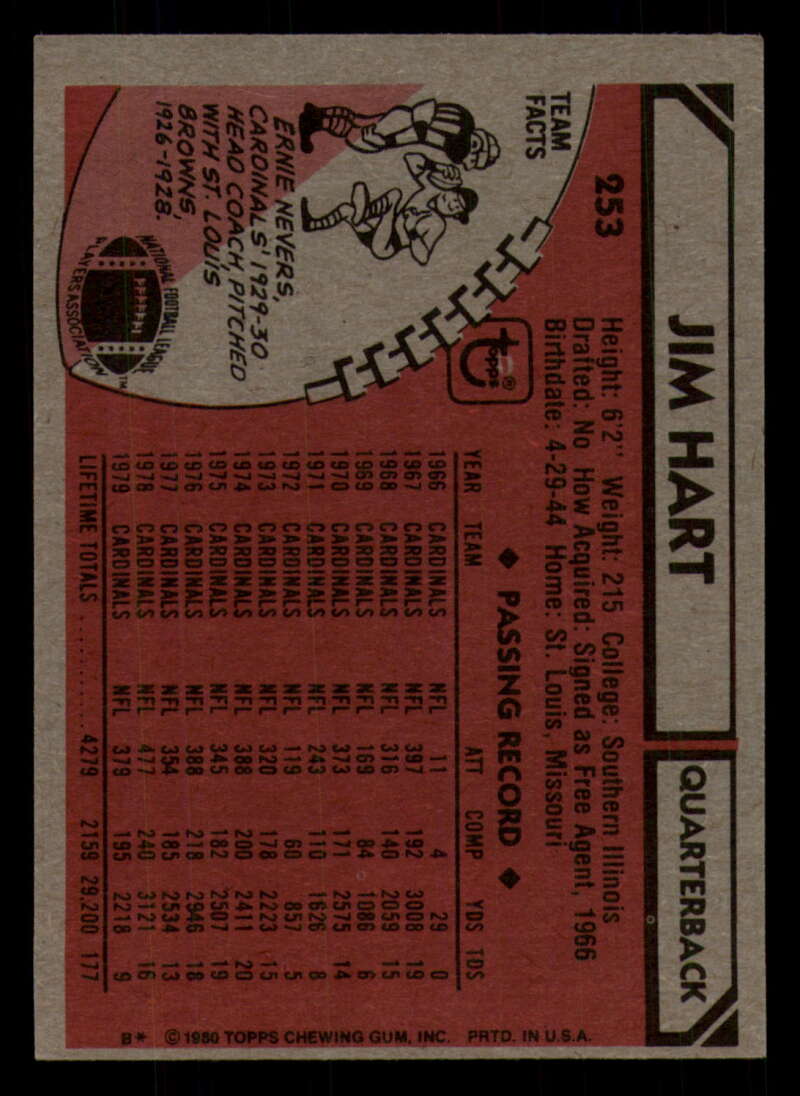 JIM HART
QUARTERBACK
253
Height: 6'2" Weight: 215 College: Southern Illinois
Drafted: No How Acquired: Signed as Free Agent, 1966
Birthdate: 4-29-44 Home: St. Louis, Missouri
TEAM
FACTS
ERNIE NEVERS,
CARDINALS' 1929-30
HEAD COACH, PITCHED
WITH ST. LOUIS
BROWNS,
1926-1928.
NATIONAL FOOTBALL LEAGUE
PLAYERS ASSOCIATION
TM
topps®
◆ PASSING RECORD ◆
YEAR TEAM ATT COMP YDS TDS
1966 CARDINALS NFL 11 4 29 0
1967 CARDINALS NFL 397 192 3008 19
1968 CARDINALS NFL 316 140 2059 15
1969 CARDINALS NFL 169 84 1086 6
1970 CARDINALS NFL 373 171 2575 14
1971 CARDINALS NFL 243 110 1626 8
1972 CARDINALS NFL 119 60 857 5
1973 CARDINALS NFL 320 178 2223 15
1974 CARDINALS NFL 388 200 2411 20
1975 CARDINALS NFL 345 182 2507 19
1976 CARDINALS NFL 388 218 2946 18
1977 CARDINALS NFL 354 185 2534 13
1978 CARDINALS NFL 477 240 3121 16
1979 CARDINALS NFL 379 195 2218 9
LIFETIME TOTALS ........ 4279 2159 29,200 177
B* © 1980 TOPPS CHEWING GUM, INC. PRTD. IN U.S.A.